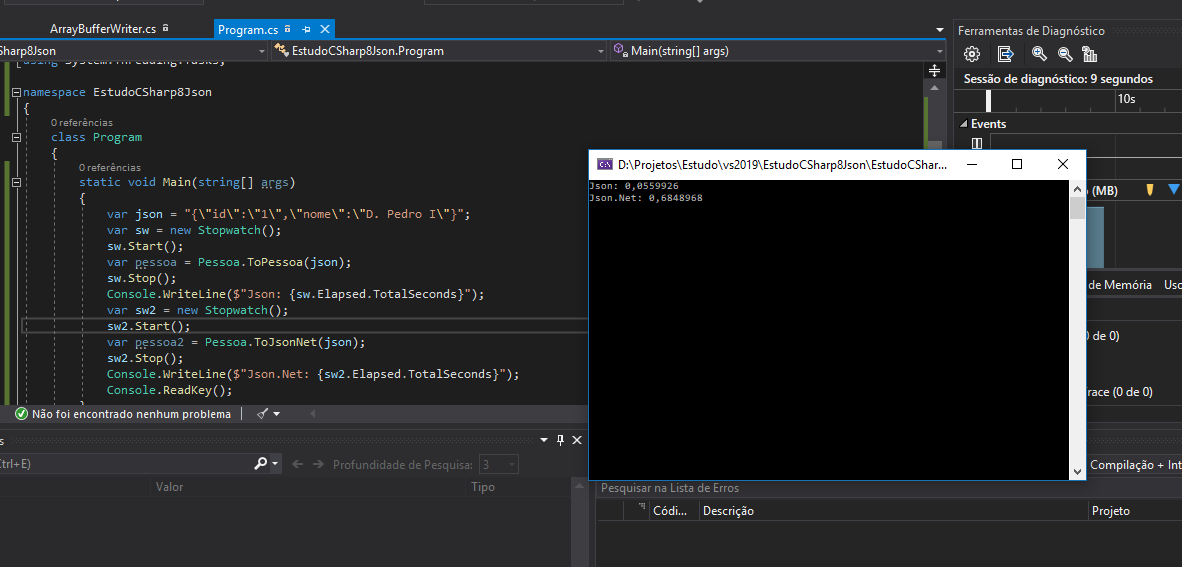 ArrayBufferWriter.cs
Program.cs
Sharp8Json
EstudoCSharp8Json.Program
Main(string[] args)
using System.Threading.Tasks;
namespace EstudoCSharp8Json
{
0 referências
class Program
{
0 referências
static void Main(string[] args)
{
var json = "{\"id\":\"1\",\"nome\":\"D. Pedro I\"}";
var sw = new Stopwatch();
sw.Start();
var pessoa = Pessoa.ToPessoa(json);
sw.Stop();
Console.WriteLine($"Json: {sw.Elapsed.TotalSeconds}");
var sw2 = new Stopwatch();
sw2.Start();
var pessoa2 = Pessoa.ToJsonNet(json);
sw2.Stop();
Console.WriteLine($"Json.Net: {sw2.Elapsed.TotalSeconds}");
Console.ReadKey();
}
Não foi encontrado nenhum problema
s
Ctrl+E)
Profundidade de Pesquisa: 3
Valor Tipo
D:\Projetos\Estudo\vs2019\EstudoCSharp8Json\EstudoCShar...
Json: 0,0559926
Json.Net: 0,6848968
Ferramentas de Diagnóstico
Sessão de diagnóstico: 9 segundos
10s
Events
(MB)
de Memória Uso
0 de 0)
race (0 de 0)
Compilação + Int
Pesquisar na Lista de Erros
Códi... Descrição Projeto